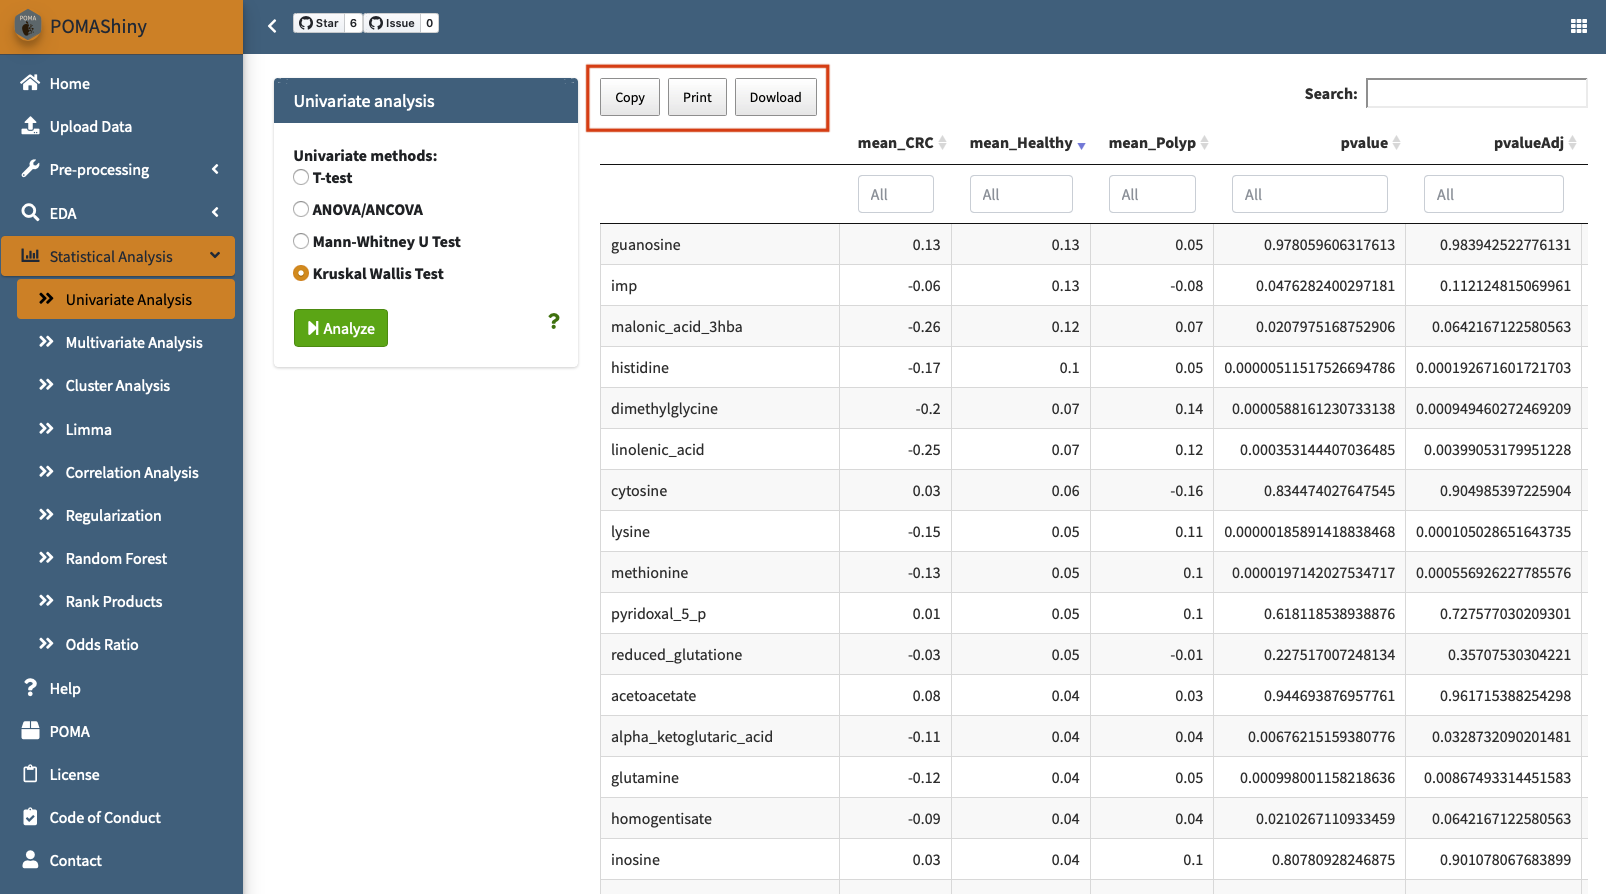 POMA
POMAShiny
Star 6 Issue 0
Home
Upload Data
Pre-processing
EDA
Statistical Analysis
Univariate Analysis
Multivariate Analysis
Cluster Analysis
Limma
Correlation Analysis
Regularization
Random Forest
Rank Products
Odds Ratio
Help
POMA
License
Code of Conduct
Contact
Univariate analysis
Univariate methods:
T-test
ANOVA/ANCOVA
Mann-Whitney U Test
Kruskal Wallis Test
Analyze ?
Copy Print Dowload
Search:
mean_CRC mean_Healthy mean_Polyp pvalue pvalueAdj
All All All All All
guanosine 0.13 0.13 0.05 0.978059606317613 0.983942522776131
imp -0.06 0.13 -0.08 0.0476282400297181 0.112124815069961
malonic_acid_3hba -0.26 0.12 0.07 0.0207975168752906 0.0642167122580563
histidine -0.17 0.1 0.05 0.00000511517526694786 0.000192671601721703
dimethylglycine -0.2 0.07 0.14 0.0000588161230733138 0.000949460272469209
linolenic_acid -0.25 0.07 0.12 0.000353144407036485 0.00399053179951228
cytosine 0.03 0.06 -0.16 0.834474027647545 0.904985397225904
lysine -0.15 0.05 0.11 0.00000185891418838468 0.000105028651643735
methionine -0.13 0.05 0.1 0.0000197142027534717 0.000556926227785576
pyridoxal_5_p 0.01 0.05 0.1 0.618118538938876 0.727577030209301
reduced_glutatione -0.03 0.05 -0.01 0.227517007248134 0.35707530304221
acetoacetate 0.08 0.04 0.03 0.944693876957761 0.961715388254298
alpha_ketoglutaric_acid -0.11 0.04 0.04 0.00676215159380776 0.0328732090201481
glutamine -0.12 0.04 0.05 0.000998001158218636 0.00867493314451583
homogentisate -0.09 0.04 0.04 0.0210267110933459 0.0642167122580563
inosine 0.03 0.04 0.1 0.80780928246875 0.901078067683899